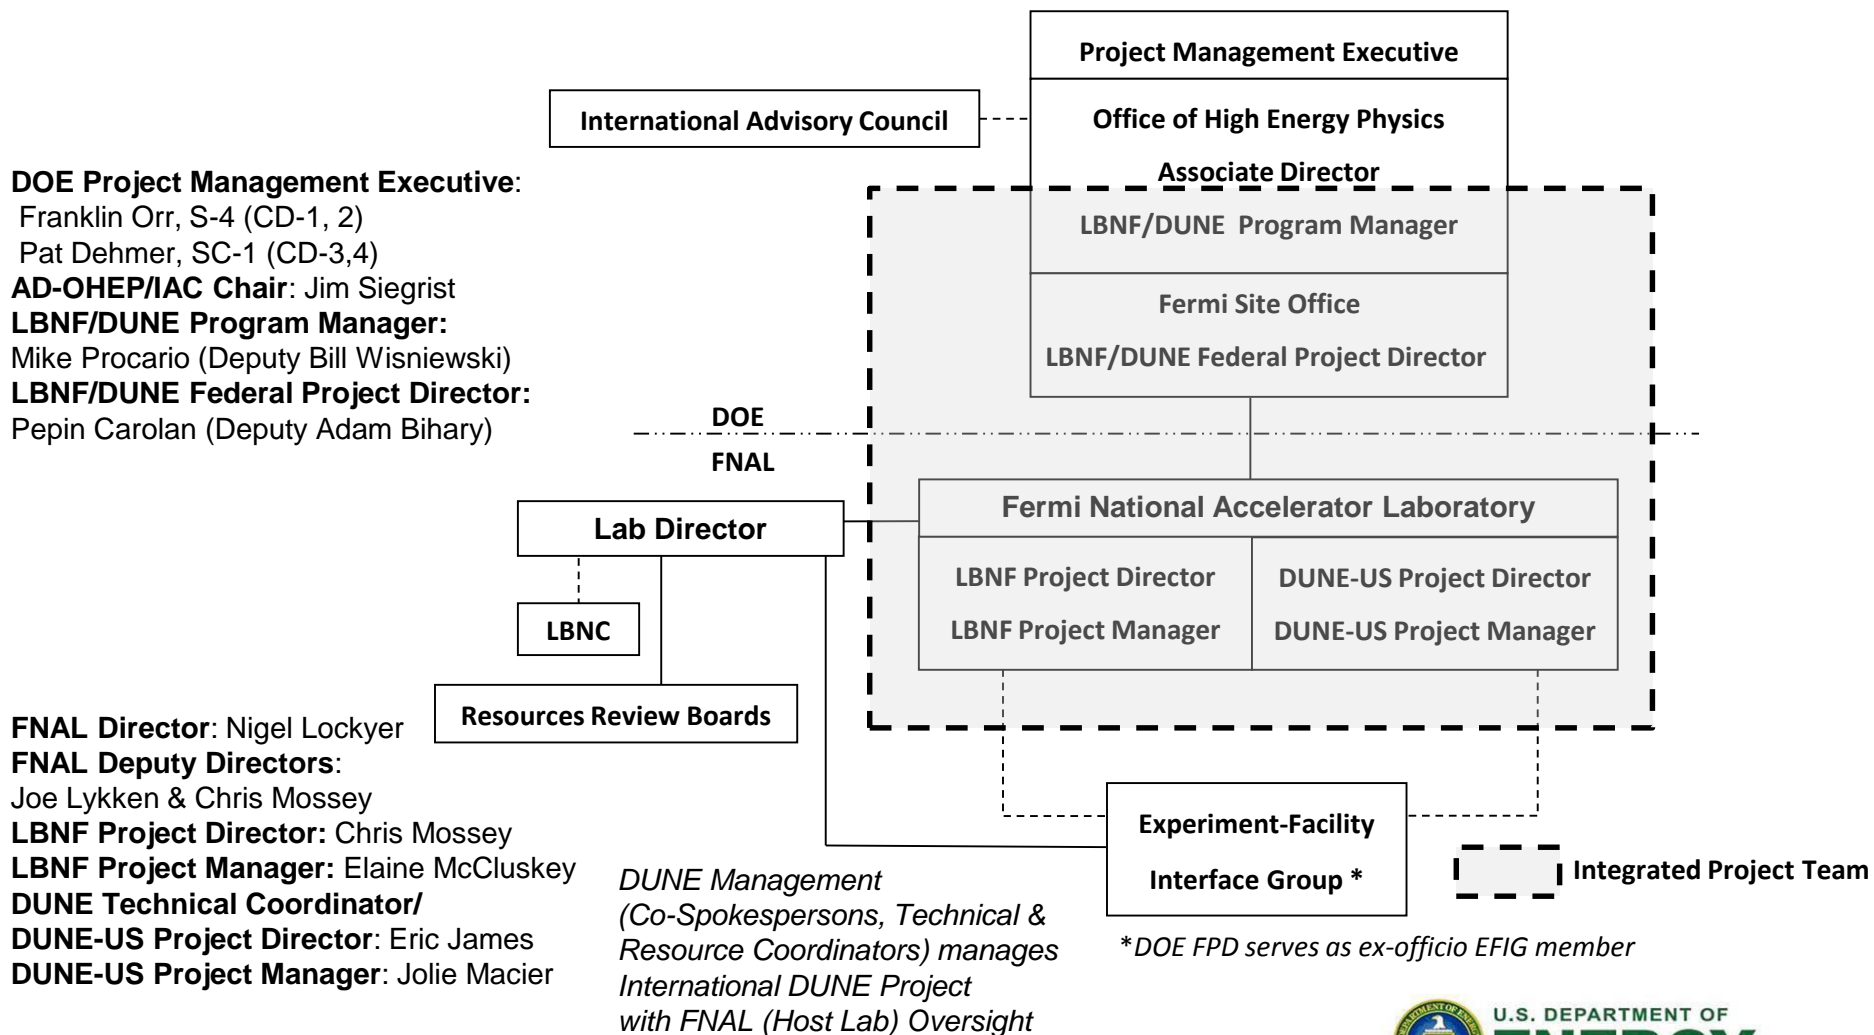 Project Management Executive
International Advisory Council
Office of High Energy Physics
Associate Director
LBNF/DUNE Program Manager
Fermi Site Office
LBNF/DUNE Federal Project Director
DOE Project Management Executive:
Franklin Orr, S-4 (CD-1, 2)
Pat Dehmer, SC-1 (CD-3,4)
AD-OHEP/IAC Chair: Jim Siegrist
LBNF/DUNE Program Manager:
Mike Procario (Deputy Bill Wisniewski)
LBNF/DUNE Federal Project Director:
Pepin Carolan (Deputy Adam Bihary)
DOE
FNAL
Fermi National Accelerator Laboratory
Lab Director
LBNF Project Director
LBNF Project Manager
DUNE-US Project Director
DUNE-US Project Manager
LBNC
Resources Review Boards
FNAL Director: Nigel Lockyer
FNAL Deputy Directors:
Joe Lykken & Chris Mossey
LBNF Project Director: Chris Mossey
LBNF Project Manager: Elaine McCluskey
DUNE Technical Coordinator/
DUNE-US Project Director: Eric James
DUNE-US Project Manager: Jolie Macier
DUNE Management
(Co-Spokespersons, Technical &
Resource Coordinators) manages
International DUNE Project
with FNAL (Host Lab) Oversight
Experiment-Facility
Interface Group *
Integrated Project Team
*DOE FPD serves as ex-officio EFIG member
U.S. DEPARTMENT OF
ENERGY